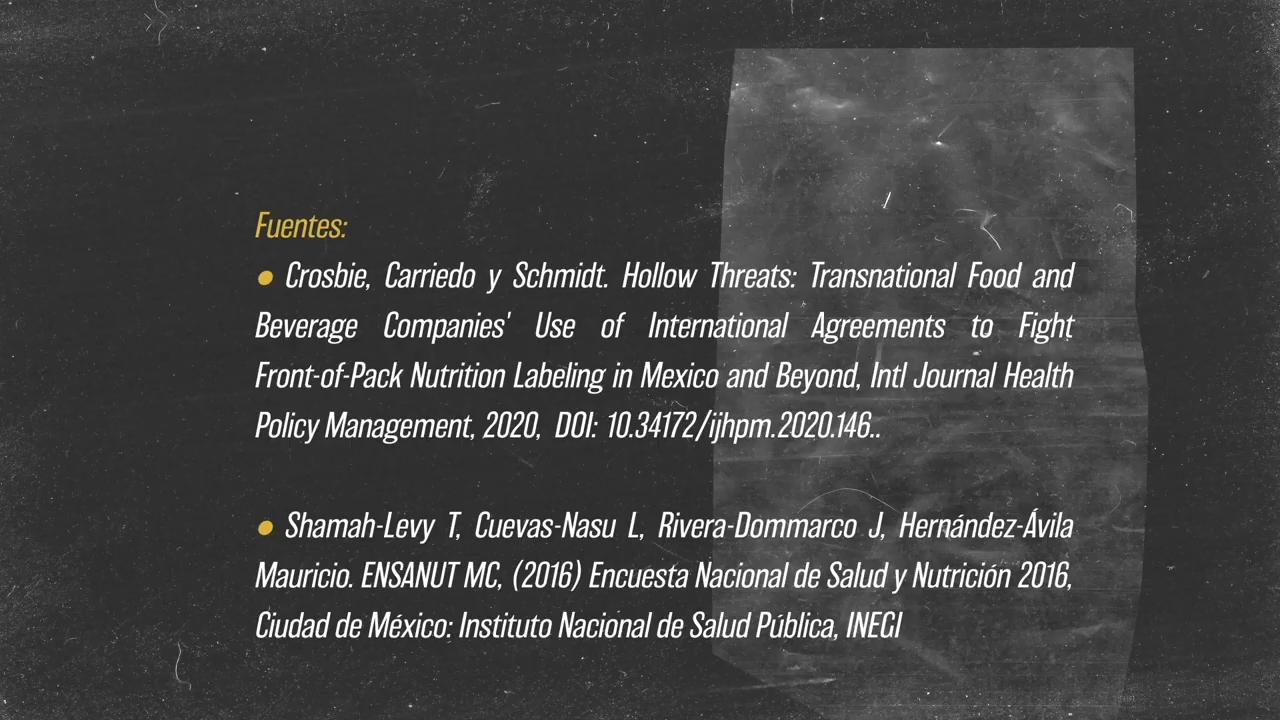 Fuentes:
● Crosbie, Carriedo y Schmidt. Hollow Threats: Transnational Food and
Beverage Companies' Use of International Agreements to Fight
Front-of-Pack Nutrition Labeling in Mexico and Beyond, Intl Journal Health
Policy Management, 2020, DOI: 10.34172/ijhpm.2020.146..
● Shamah-Levy T, Cuevas-Nasu L, Rivera-Dommarco J, Hernández-Ávila
Mauricio. ENSANUT MC, (2016) Encuesta Nacional de Salud y Nutrición 2016,
Ciudad de México: Instituto Nacional de Salud Pública, INEGI